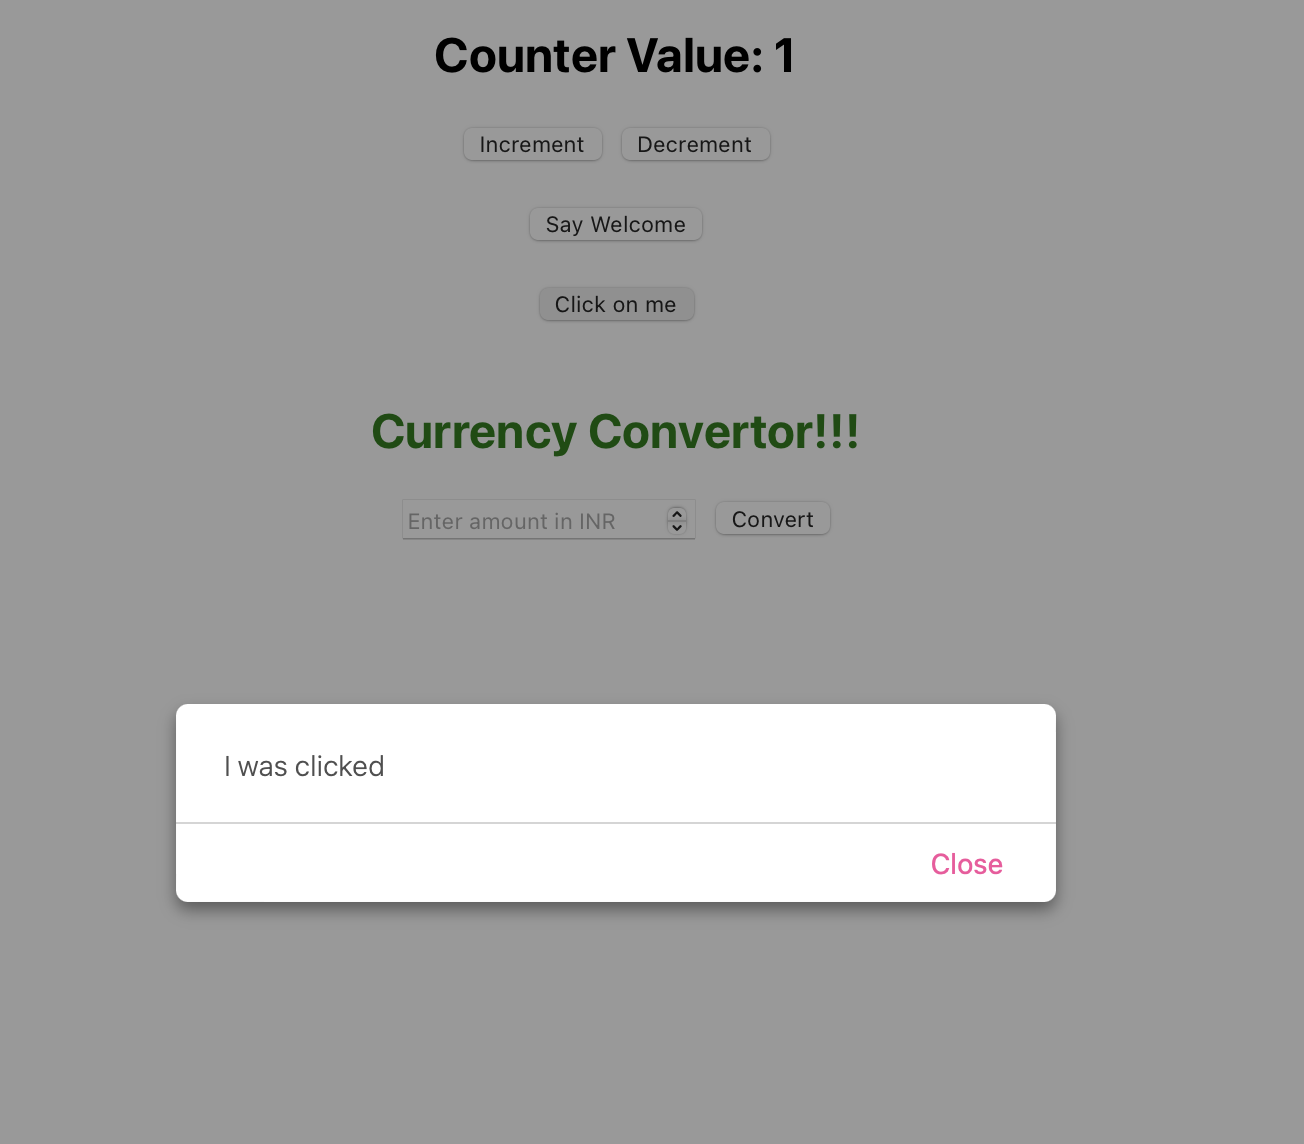 Counter Value: 1
Increment Decrement
Say Welcome
Click on me
Currency Convertor!!!
Enter amount in INR Convert
I was clicked
Close